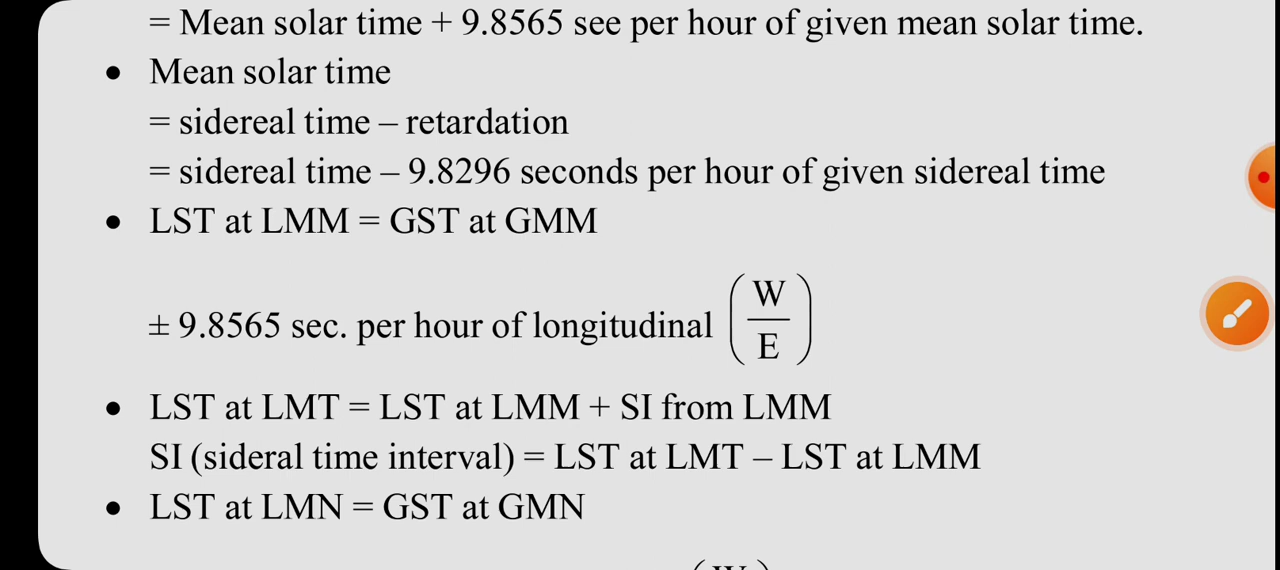 = Mean solar time + 9.8565 see per hour of given mean solar time.
• Mean solar time
= sidereal time – retardation
= sidereal time – 9.8296 seconds per hour of given sidereal time
• LST at LMM = GST at GMM
± 9.8565 sec. per hour of longitudinal (W/E)
• LST at LMT = LST at LMM + SI from LMM
SI (sideral time interval) = LST at LMT – LST at LMM
• LST at LMN = GST at GMN